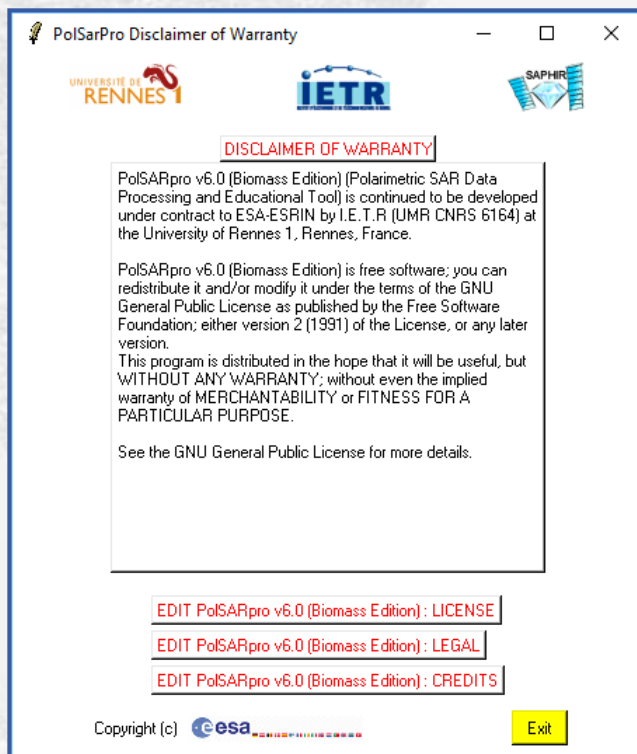 PolSarPro Disclaimer of Warranty
UNIVERSITÉ DE
RENNES 1
IETR
SAPHIR
DISCLAIMER OF WARRANTY
PolSARpro v6.0 (Biomass Edition) (Polarimetric SAR Data
Processing and Educational Tool) is continued to be developed
under contract to ESA-ESRIN by I.E.T.R (UMR CNRS 6164) at
the University of Rennes 1, Rennes, France.
PolSARpro v6.0 (Biomass Edition) is free software; you can
redistribute it and/or modify it under the terms of the GNU
General Public License as published by the Free Software
Foundation; either version 2 (1991) of the License, or any later
version.
This program is distributed in the hope that it will be useful, but
WITHOUT ANY WARRANTY; without even the implied
warranty of MERCHANTABILITY or FITNESS FOR A
PARTICULAR PURPOSE.
See the GNU General Public License for more details.
EDIT PolSARpro v6.0 (Biomass Edition) : LICENSE
EDIT PolSARpro v6.0 (Biomass Edition) : LEGAL
EDIT PolSARpro v6.0 (Biomass Edition) : CREDITS
Copyright (c) esa
Exit